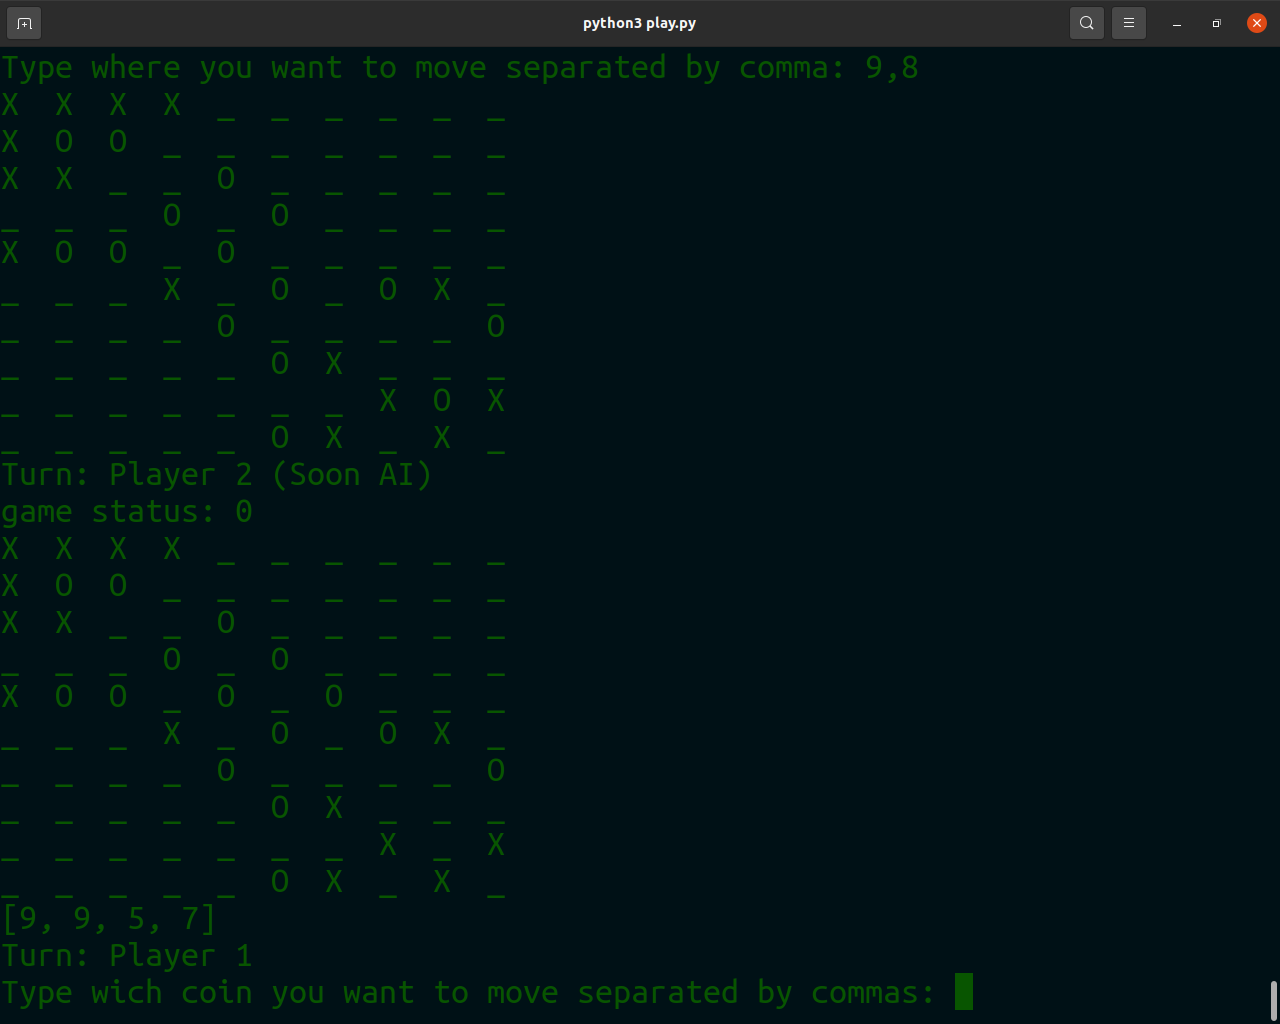 python3 play.py
Type where you want to move separated by comma: 9,8
X  X  X  X  _  _  _  _  _  _
X  O  O  _  _  _  _  _  _  _
X  X  _  _  O  _  _  _  _  _
_  _  _  O  _  O  _  _  _  _
X  O  O  _  O  _  _  _  _  _
_  _  _  X  _  O  _  O  X  _
_  _  _  _  O  _  _  _  _  O
_  _  _  _  _  O  X  _  _  _
_  _  _  _  _  _  _  X  O  X
_  _  _  _  _  O  X  _  X  _
Turn: Player 2 (Soon AI)
game status: 0
X  X  X  X  _  _  _  _  _  _
X  O  O  _  _  _  _  _  _  _
X  X  _  _  O  _  _  _  _  _
_  _  _  O  _  O  _  _  _  _
X  O  O  _  O  _  O  _  _  _
_  _  _  X  _  O  _  O  X  _
_  _  _  _  O  _  _  _  _  O
_  _  _  _  _  O  X  _  _  _
_  _  _  _  _  _  _  X  _  X
_  _  _  _  _  O  X  _  X  _
[9, 9, 5, 7]
Turn: Player 1
Type wich coin you want to move separated by commas: